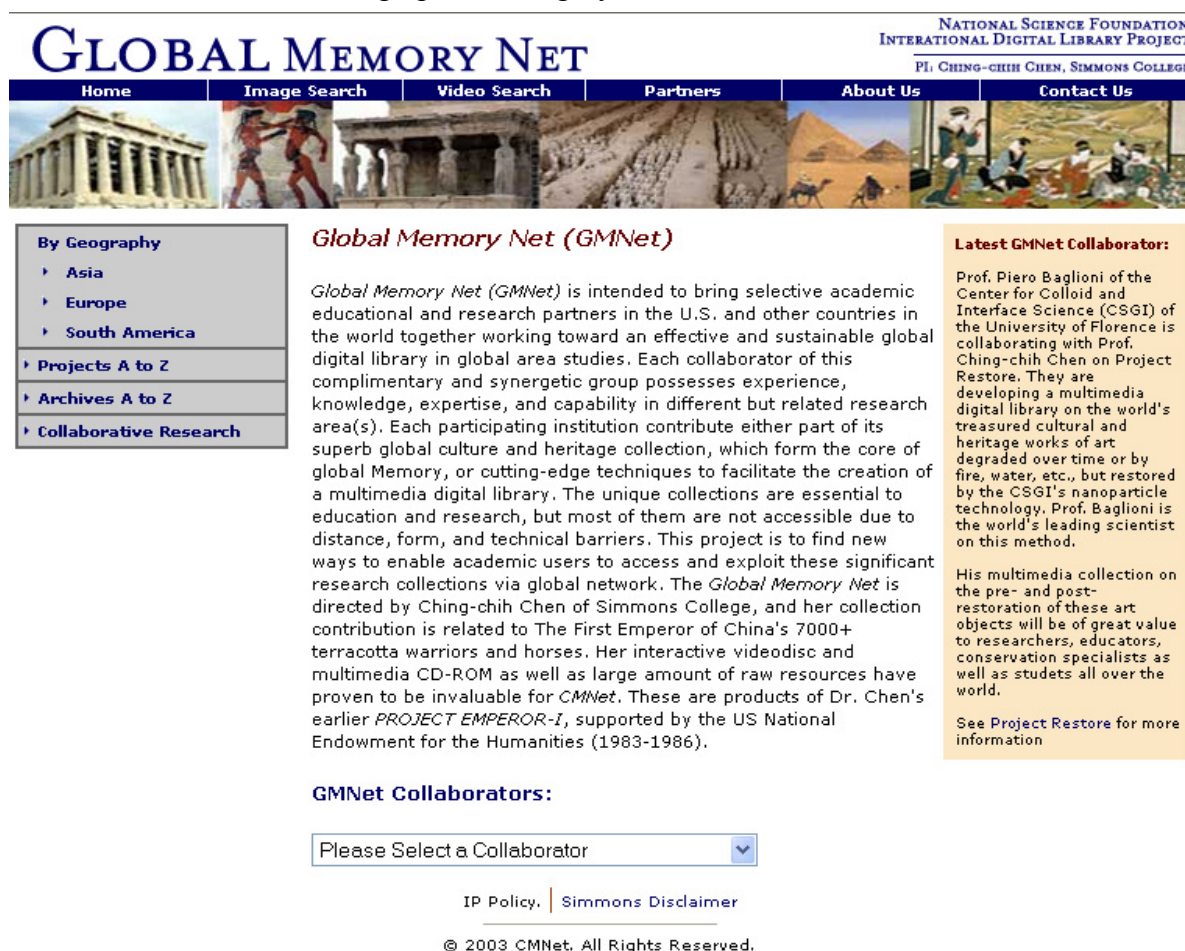 GLOBAL MEMORY NET
NATIONAL SCIENCE FOUNDATION
INTERATIONAL DIGITAL LIBRARY PROJECT
PI: CHING-CHIH CHEN, SIMMONS COLLEGE
Home Image Search Video Search Partners About Us Contact Us
By Geography
Asia
Europe
South America
Projects A to Z
Archives A to Z
Collaborative Research
Global Memory Net (GMNet)
Global Memory Net (GMNet) is intended to bring selective academic
educational and research partners in the U.S. and other countries in
the world together working toward an effective and sustainable global
digital library in global area studies. Each collaborator of this
complimentary and synergetic group possesses experience,
knowledge, expertise, and capability in different but related research
area(s). Each participating institution contribute either part of its
superb global culture and heritage collection, which form the core of
global Memory, or cutting-edge techniques to facilitate the creation of
a multimedia digital library. The unique collections are essential to
education and research, but most of them are not accessible due to
distance, form, and technical barriers. This project is to find new
ways to enable academic users to access and exploit these significant
research collections via global network. The Global Memory Net is
directed by Ching-chih Chen of Simmons College, and her collection
contribution is related to The First Emperor of China's 7000+
terracotta warriors and horses. Her interactive videodisc and
multimedia CD-ROM as well as large amount of raw resources have
proven to be invaluable for CMNet. These are products of Dr. Chen's
earlier PROJECT EMPEROR-I, supported by the US National
Endowment for the Humanities (1983-1986).
GMNet Collaborators:
Please Select a Collaborator
IP Policy. Simmons Disclaimer
© 2003 CMNet. All Rights Reserved.
Latest GMNet Collaborator:
Prof. Piero Baglioni of the
Center for Colloid and
Interface Science (CSGI) of
the University of Florence is
collaborating with Prof.
Ching-chih Chen on Project
Restore. They are
developing a multimedia
digital library on the world's
treasured cultural and
heritage works of art
degraded over time or by
fire, water, etc., but restored
by the CSGI's nanoparticle
technology. Prof. Baglioni is
the world's leading scientist
on this method.
His multimedia collection on
the pre- and post-
restoration of these art
objects will be of great value
to researchers, educators,
conservation specialists as
well as studets all over the
world.
See Project Restore for more
information